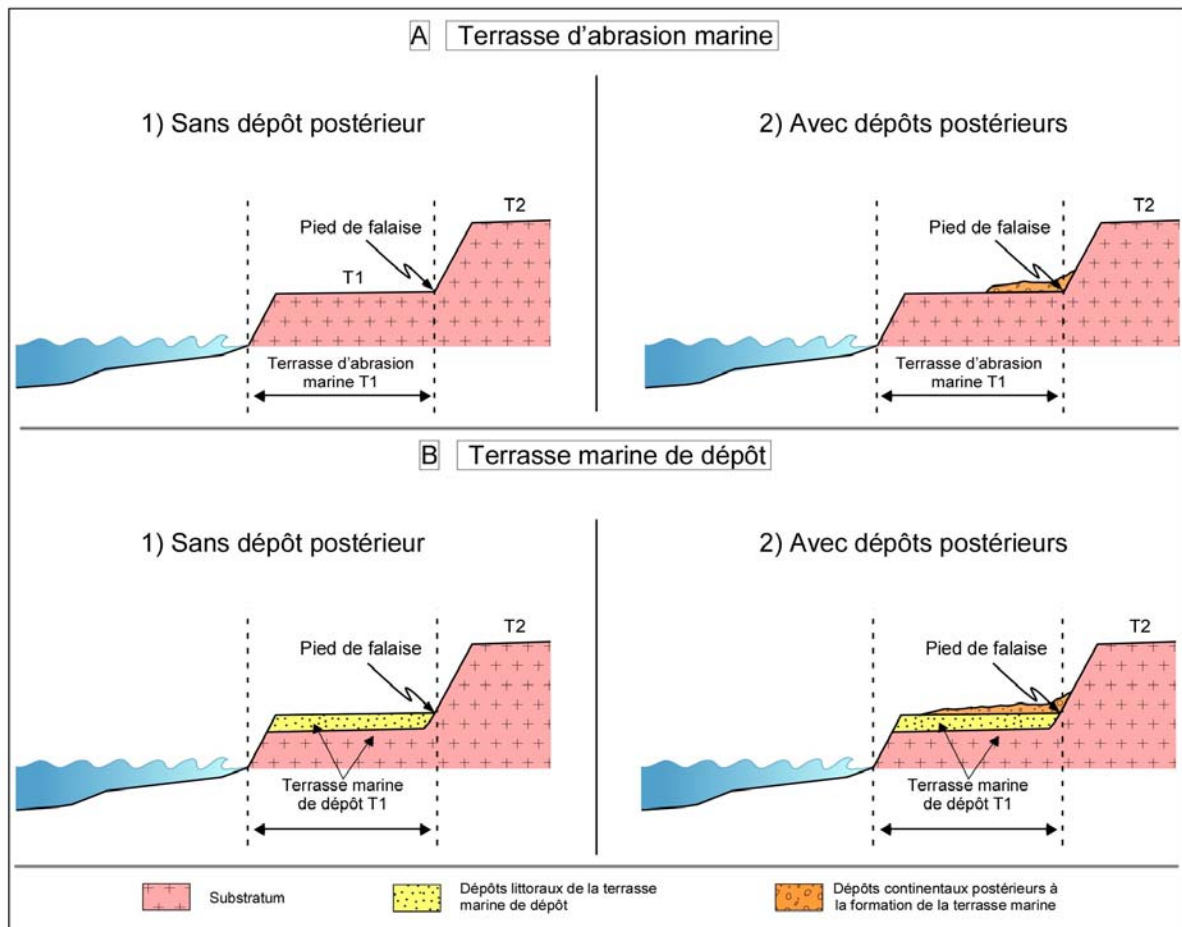 A Terrasse d'abrasion marine
1) Sans dépôt postérieur
T2
Pied de falaise
T1
Terrasse d'abrasion
marine T1
2) Avec dépôts postérieurs
T2
Pied de falaise
Terrasse d'abrasion
marine T1
B Terrasse marine de dépôt
1) Sans dépôt postérieur
T2
Pied de falaise
Terrasse marine
de dépôt T1
2) Avec dépôts postérieurs
T2
Pied de falaise
Terrasse marine
de dépôt T1
Substratum
Dépôts littoraux de la terrasse
marine de dépôt
Dépôts continentaux postérieurs à
la formation de la terrasse marine